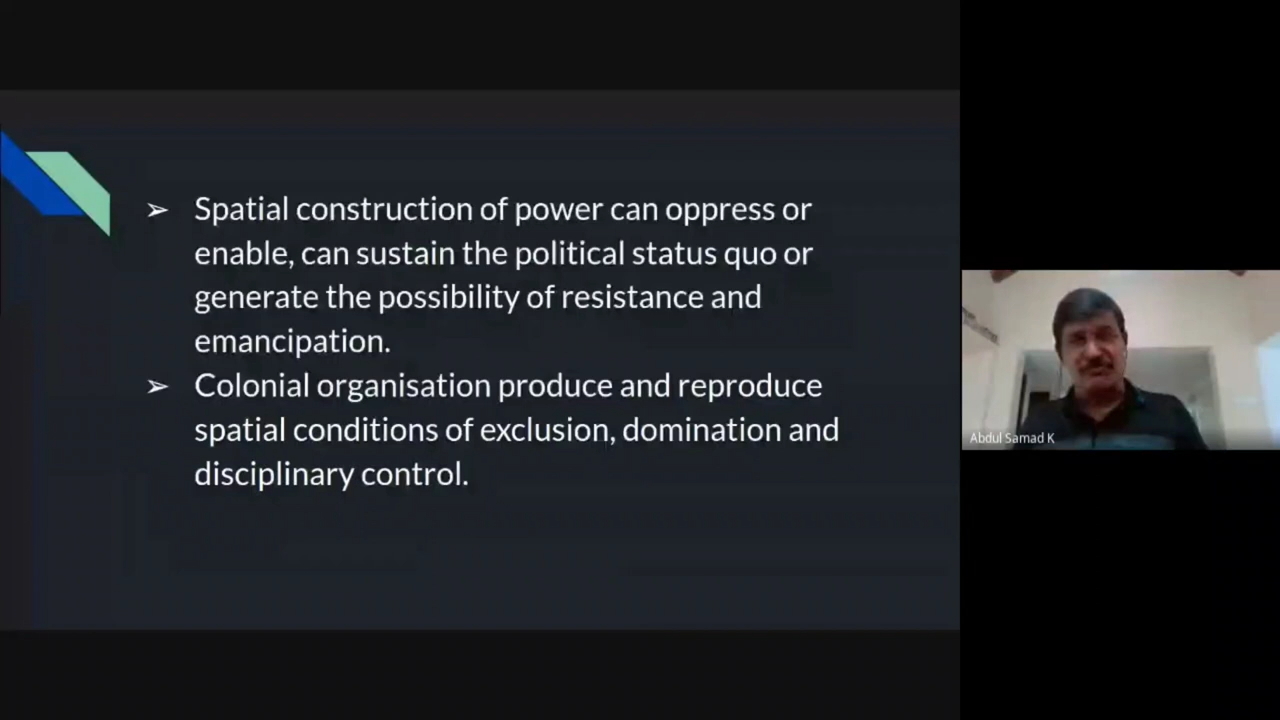 ➢ Spatial construction of power can oppress or
enable, can sustain the political status quo or
generate the possibility of resistance and
emancipation.
➢ Colonial organisation produce and reproduce
spatial conditions of exclusion, domination and
disciplinary control.
Abdul Samad K